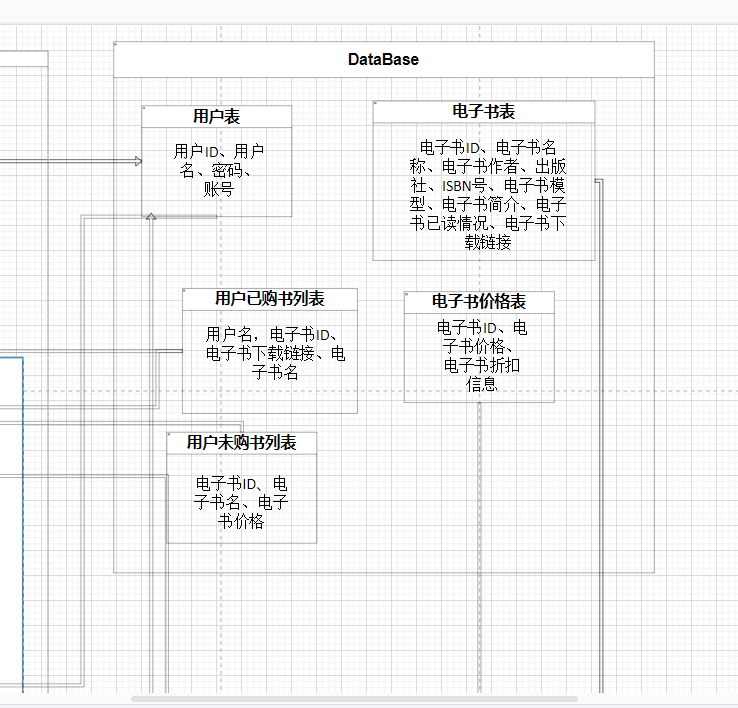 DataBase
用户表
用户ID、用户
名、密码、
账号
电子书表
电子书ID、电子书名
称、电子书作者、出版
社、ISBN号、电子书模
型、电子书简介、电子
书已读情况、电子书下
载链接
用户已购书列表
用户名，电子书ID、
电子书下载链接、电
子书名
电子书价格表
电子书ID、电
子书价格、
电子书折扣
信息
用户未购书列表
电子书ID、电
子书名、电子
书价格